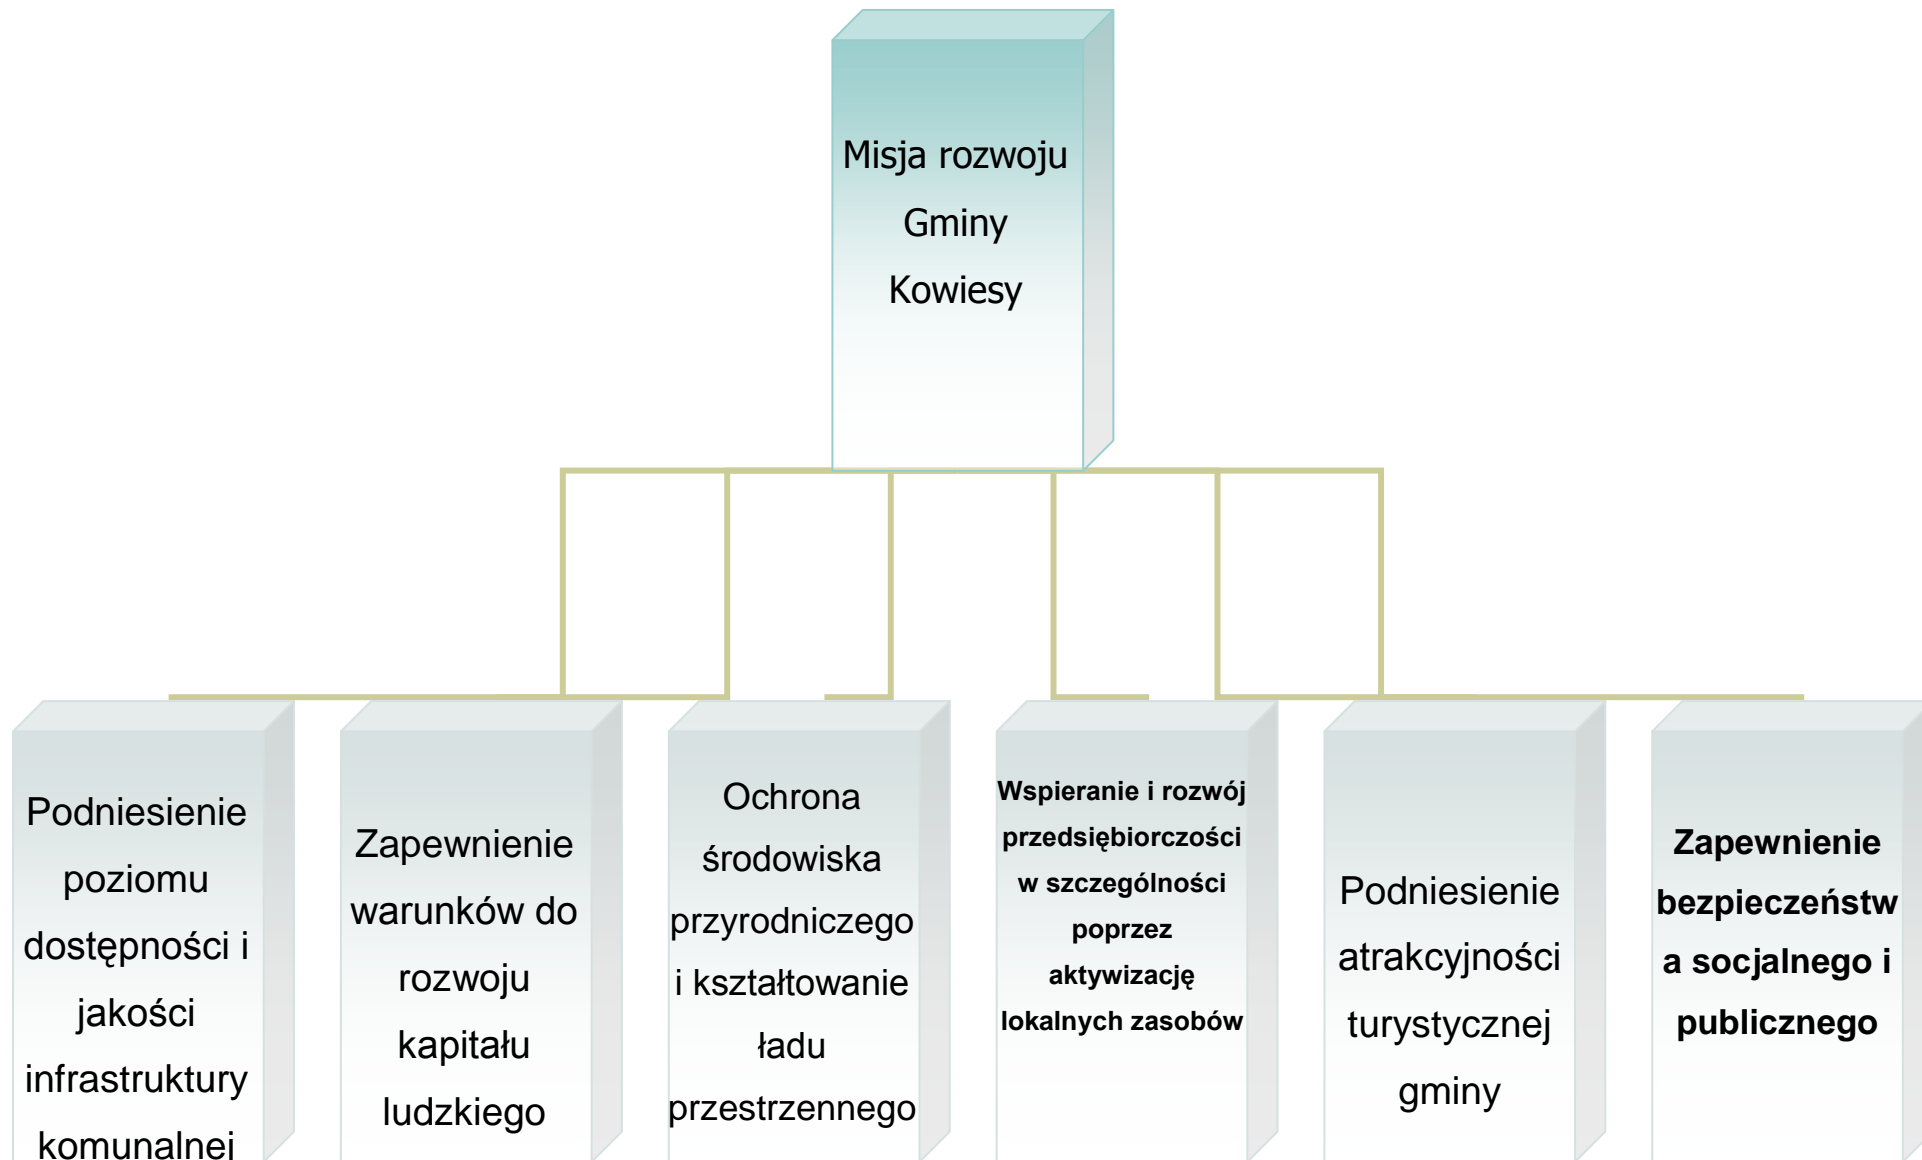 Misja rozwoju
Gminy
Kowiesy
Podniesienie
poziomu
dostępności i
jakości
infrastruktury
komunalnej
Zapewnienie
warunków do
rozwoju
kapitału
ludzkiego
Ochrona
środowiska
przyrodniczego
i kształtowanie
ładu
przestrzennego
Wspieranie i rozwój
przedsiębiorczości
w szczególności
poprzez
aktywizację
lokalnych zasobów
Podniesienie
atrakcyjności
turystycznej
gminy
Zapewnienie
bezpieczeństw
a socjalnego i
publicznego